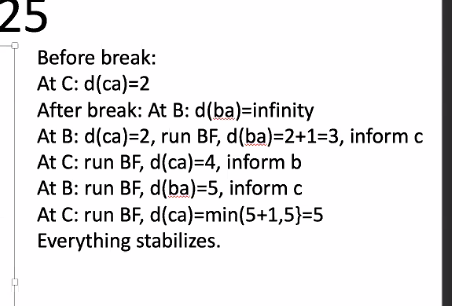 25
Before break:
At C: d(ca)=2
After break: At B: d(ba)=infinity
At B: d(ca)=2, run BF, d(ba)=2+1=3, inform c
At C: run BF, d(ca)=4, inform b
At B: run BF, d(ba)=5, inform c
At C: run BF, d(ca)=min(5+1,5}=5
Everything stabilizes.